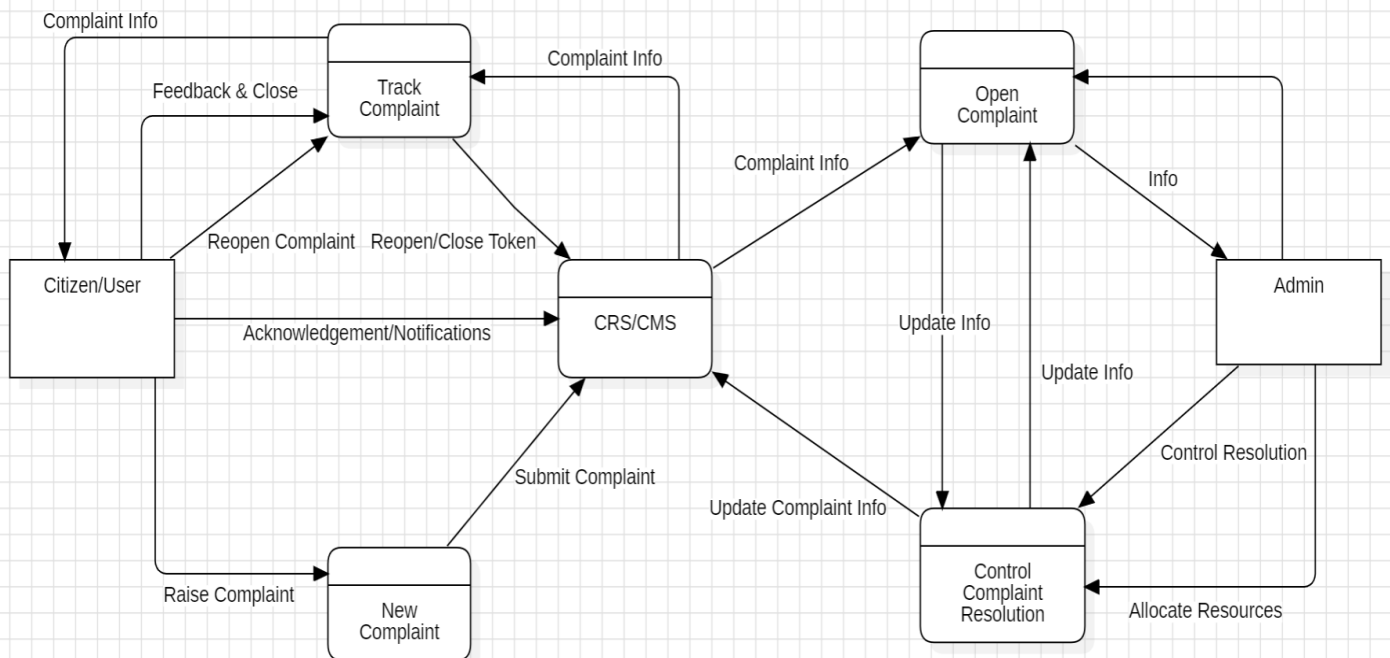 Complaint Info
Complaint Info
Feedback & Close
Track
Complaint
Open
Complaint
Complaint Info
Info
Reopen Complaint
Reopen/Close Token
Citizen/User
Admin
Acknowledgement/Notifications
CRS/CMS
Update Info
Update Info
Control Resolution
Submit Complaint
Update Complaint Info
Raise Complaint
New
Complaint
Control
Complaint
Resolution
Allocate Resources